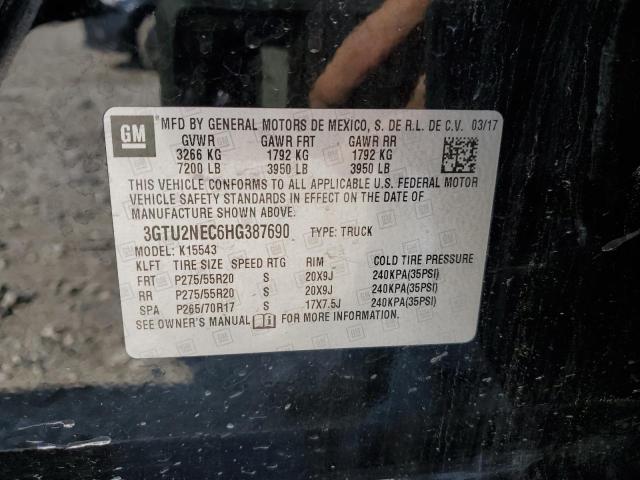 GM MFD BY GENERAL MOTORS DE MEXICO, S. DE R.L. DE C.V. 03/17
GVWR GAWR FRT GAWR RR
3266 KG 1792 KG 1792 KG
7200 LB 3950 LB 3950 LB
THIS VEHICLE CONFORMS TO ALL APPLICABLE U.S. FEDERAL MOTOR
VEHICLE SAFETY STANDARDS IN EFFECT ON THE DATE OF
MANUFACTURE SHOWN ABOVE.
3GTU2NEC6HG387690 TYPE: TRUCK
MODEL: K15543
KLFT TIRE SIZE SPEED RTG RIM COLD TIRE PRESSURE
FRT P275/55R20 S 20X9J 240KPA(35PSI)
RR P275/55R20 S 20X9J 240KPA(35PSI)
SPA P265/70R17 S 17X7.5J 240KPA(35PSI)
SEE OWNER'S MANUAL FOR MORE INFORMATION.